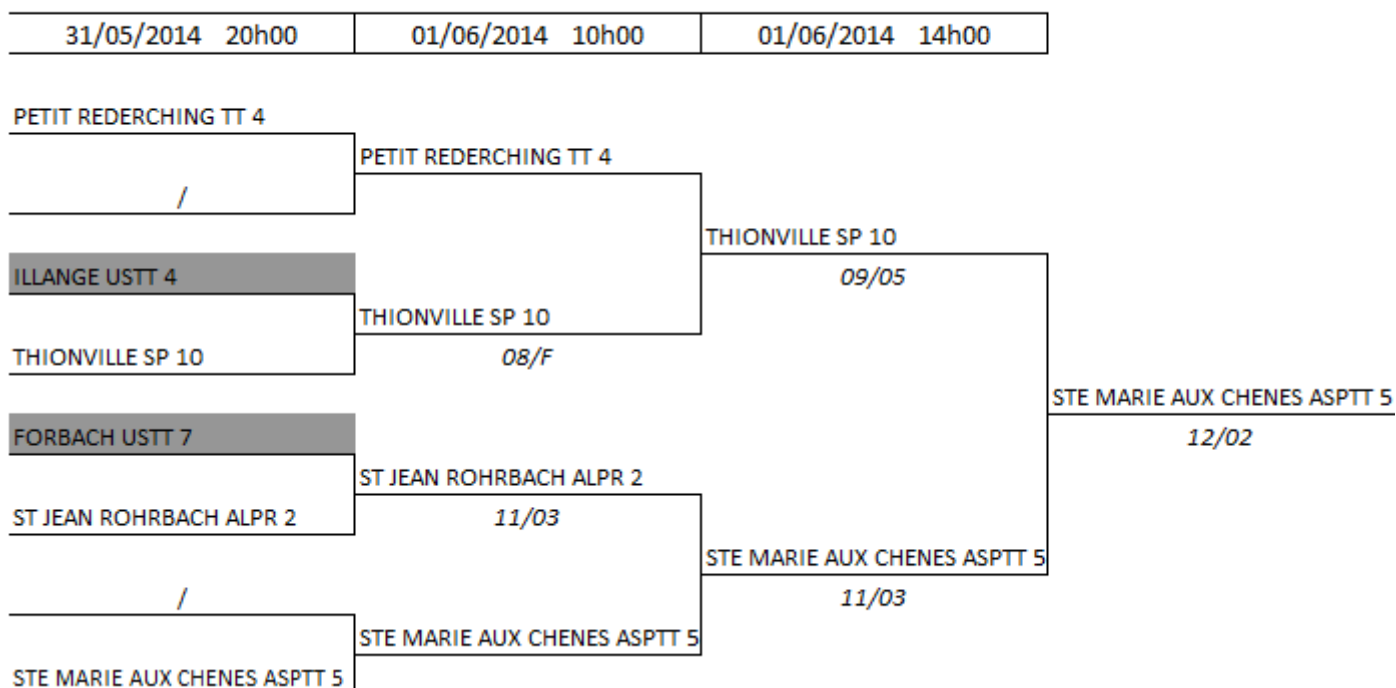 31/05/2014 20h00
01/06/2014 10h00
01/06/2014 14h00
PETIT REDERCHING TT 4
PETIT REDERCHING TT 4
/
THIONVILLE SP 10
ILLANGE USTT 4
09/05
THIONVILLE SP 10
THIONVILLE SP 10
08/F
STE MARIE AUX CHENES ASPTT 5
FORBACH USTT 7
12/02
ST JEAN ROHRBACH ALPR 2
ST JEAN ROHRBACH ALPR 2
11/03
STE MARIE AUX CHENES ASPTT 5
/
11/03
STE MARIE AUX CHENES ASPTT 5
STE MARIE AUX CHENES ASPTT 5